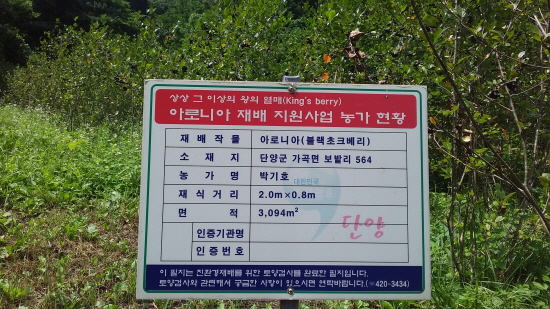 상상 그 이상의 왕의 열매(King's berry)
아로니아 재배 지원사업 농가 현황
재 배 작 물 아로니아(블랙초크베리)
소 재 지 단양군 가곡면 보발리 564
농 가 명 박기호
재 식 거 리 2.0m×0.8m
면 적 3,094m²
인증기관명
인 증 번 호
대한민국
단양
이 필지는 친환경재배를 위한 토양검사를 완료한 필지입니다.
토양검사와 관련해서 궁금한 사항이 있으시면 연락바랍니다.(☏420-3434)